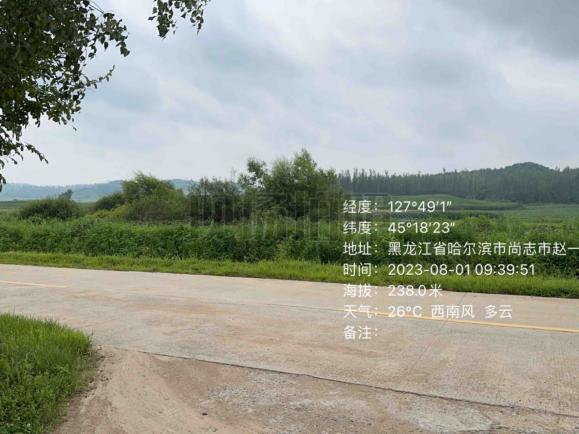 经度：127°49′1″
纬度：45°18′23″
地址：黑龙江省哈尔滨市尚志市赵一
时间：2023-08-01 09:39:51
海拔：238.0米
天气：26℃ 西南风 多云
备注：